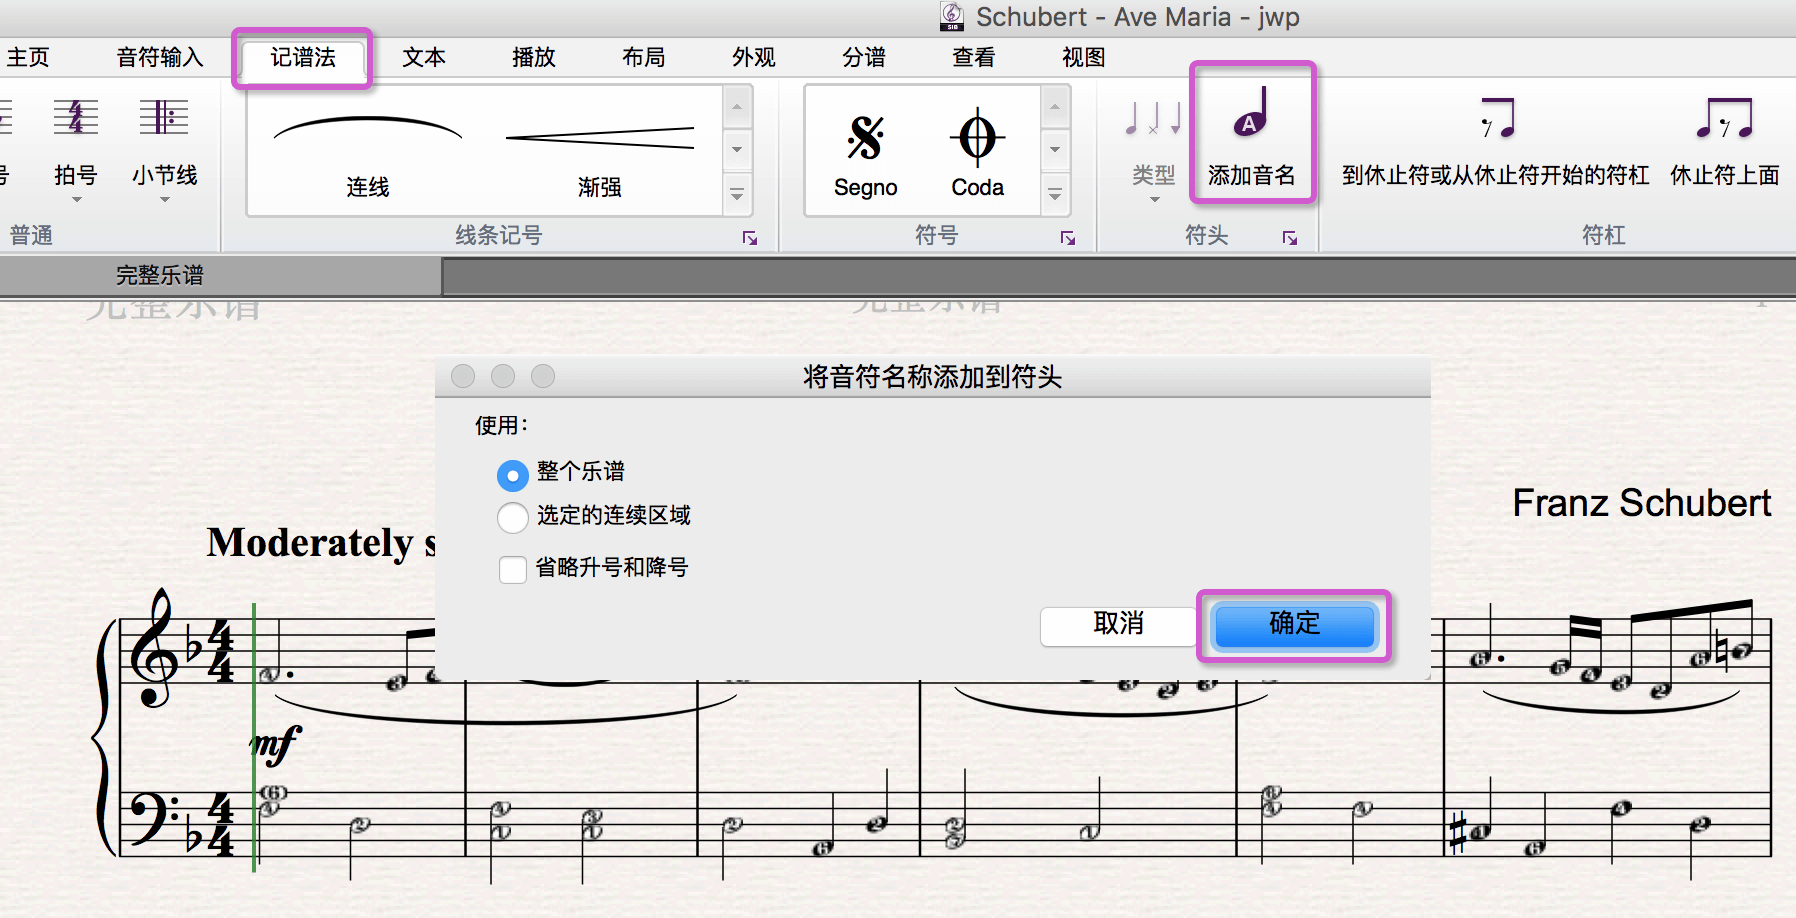 Schubert - Ave Maria - jwp
主页 音符输入 记谱法 文本 播放 布局 外观 分谱 查看 视图
号 拍号 小节线 连线 渐强 Segno Coda 类型 A 添加音名 到休止符或从休止符开始的符杠 休止符上面
普通 线条记号 符号 符头 符杠
完整乐谱
完整乐谱 完整乐谱
将音符名称添加到符头
使用：
整个乐谱
选定的连续区域
省略升号和降号
取消 确定
Franz Schubert
Moderately s
mf